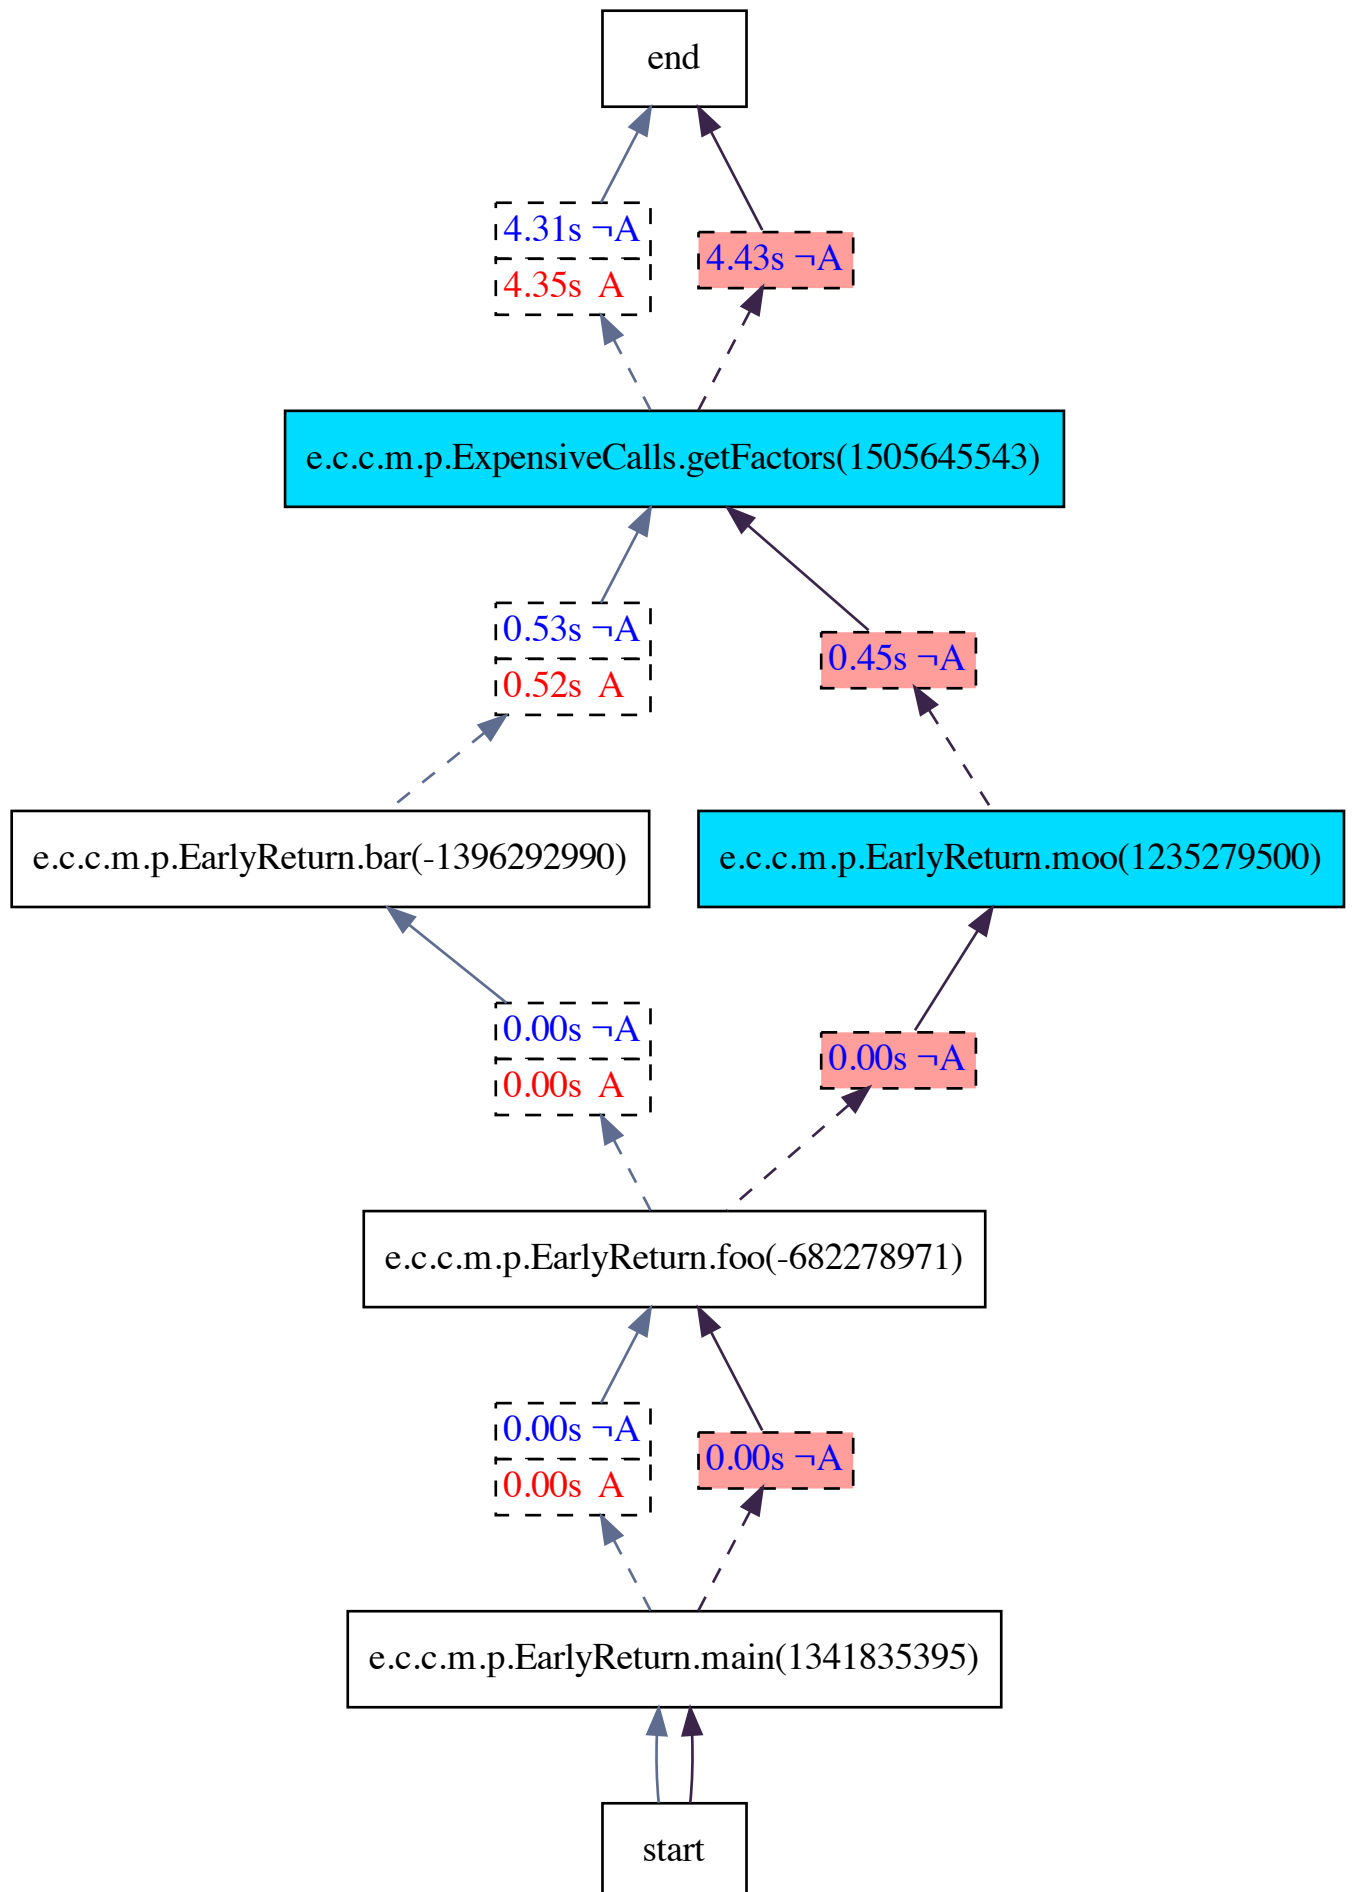 end
4.31s ¬A
4.35s A
4.43s ¬A
e.c.c.m.p.ExpensiveCalls.getFactors(1505645543)
0.53s ¬A
0.52s A
0.45s ¬A
e.c.c.m.p.EarlyReturn.bar(-1396292990)
e.c.c.m.p.EarlyReturn.moo(1235279500)
0.00s ¬A
0.00s A
0.00s ¬A
e.c.c.m.p.EarlyReturn.foo(-682278971)
0.00s ¬A
0.00s A
0.00s ¬A
e.c.c.m.p.EarlyReturn.main(1341835395)
start